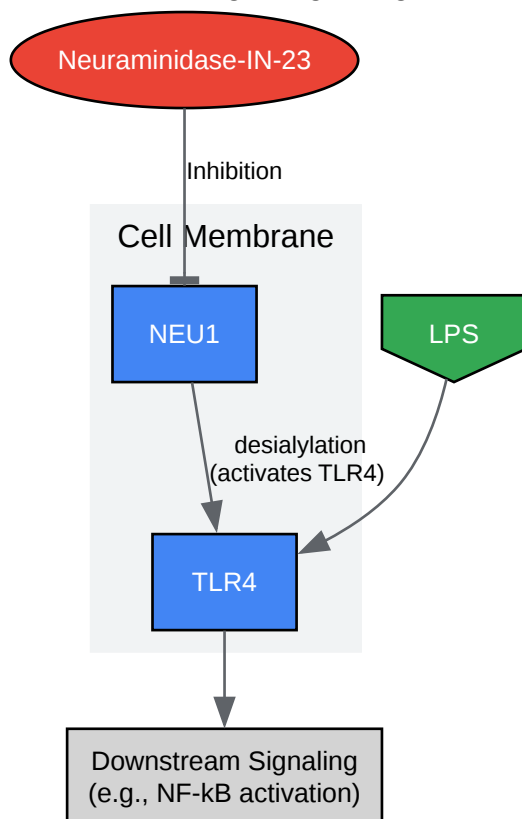 Neuraminidase-IN-23
Inhibition
Cell Membrane
NEU1
LPS
desialylation
(activates TLR4)
TLR4
Downstream Signaling
(e.g., NF-kB activation)